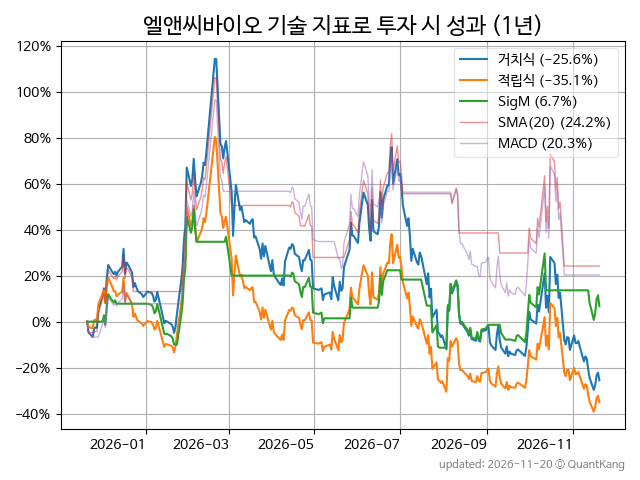 엘앤씨바이오 기술 지표로 투자 시 성과 (1년)
120%
100%
80%
60%
40%
20%
0%
−20%
−40%
거치식 (−25.6%)
적립식 (−35.1%)
SigM (6.7%)
SMA(20) (24.2%)
MACD (20.3%)
2026-01 2026-03 2026-05 2026-07 2026-09 2026-11
updated: 2026-11-20 © QuantKang